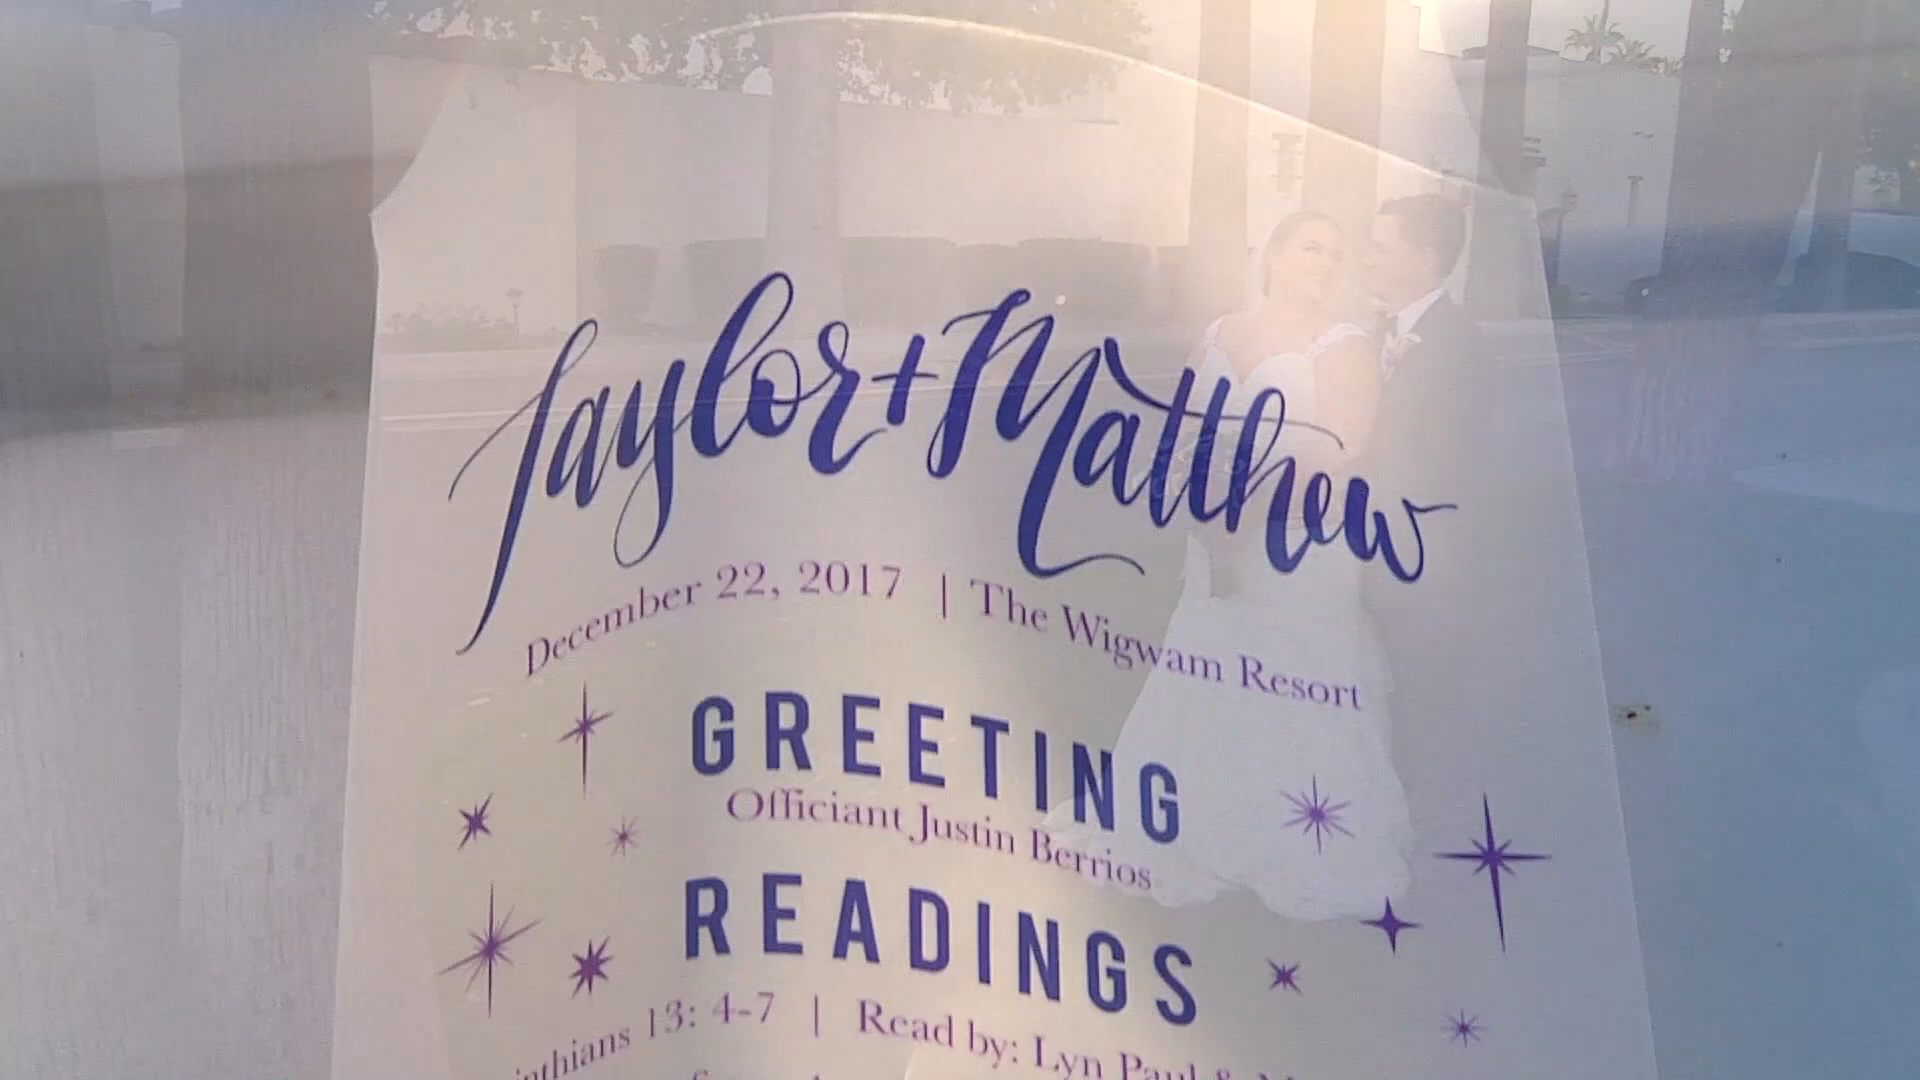 Taylor + Matthew
December 22, 2017 | The Wigwam Resort
GREETING
Officiant Justin Berrios
READINGS
13: 4-7 | Read by: Lyn Paul &